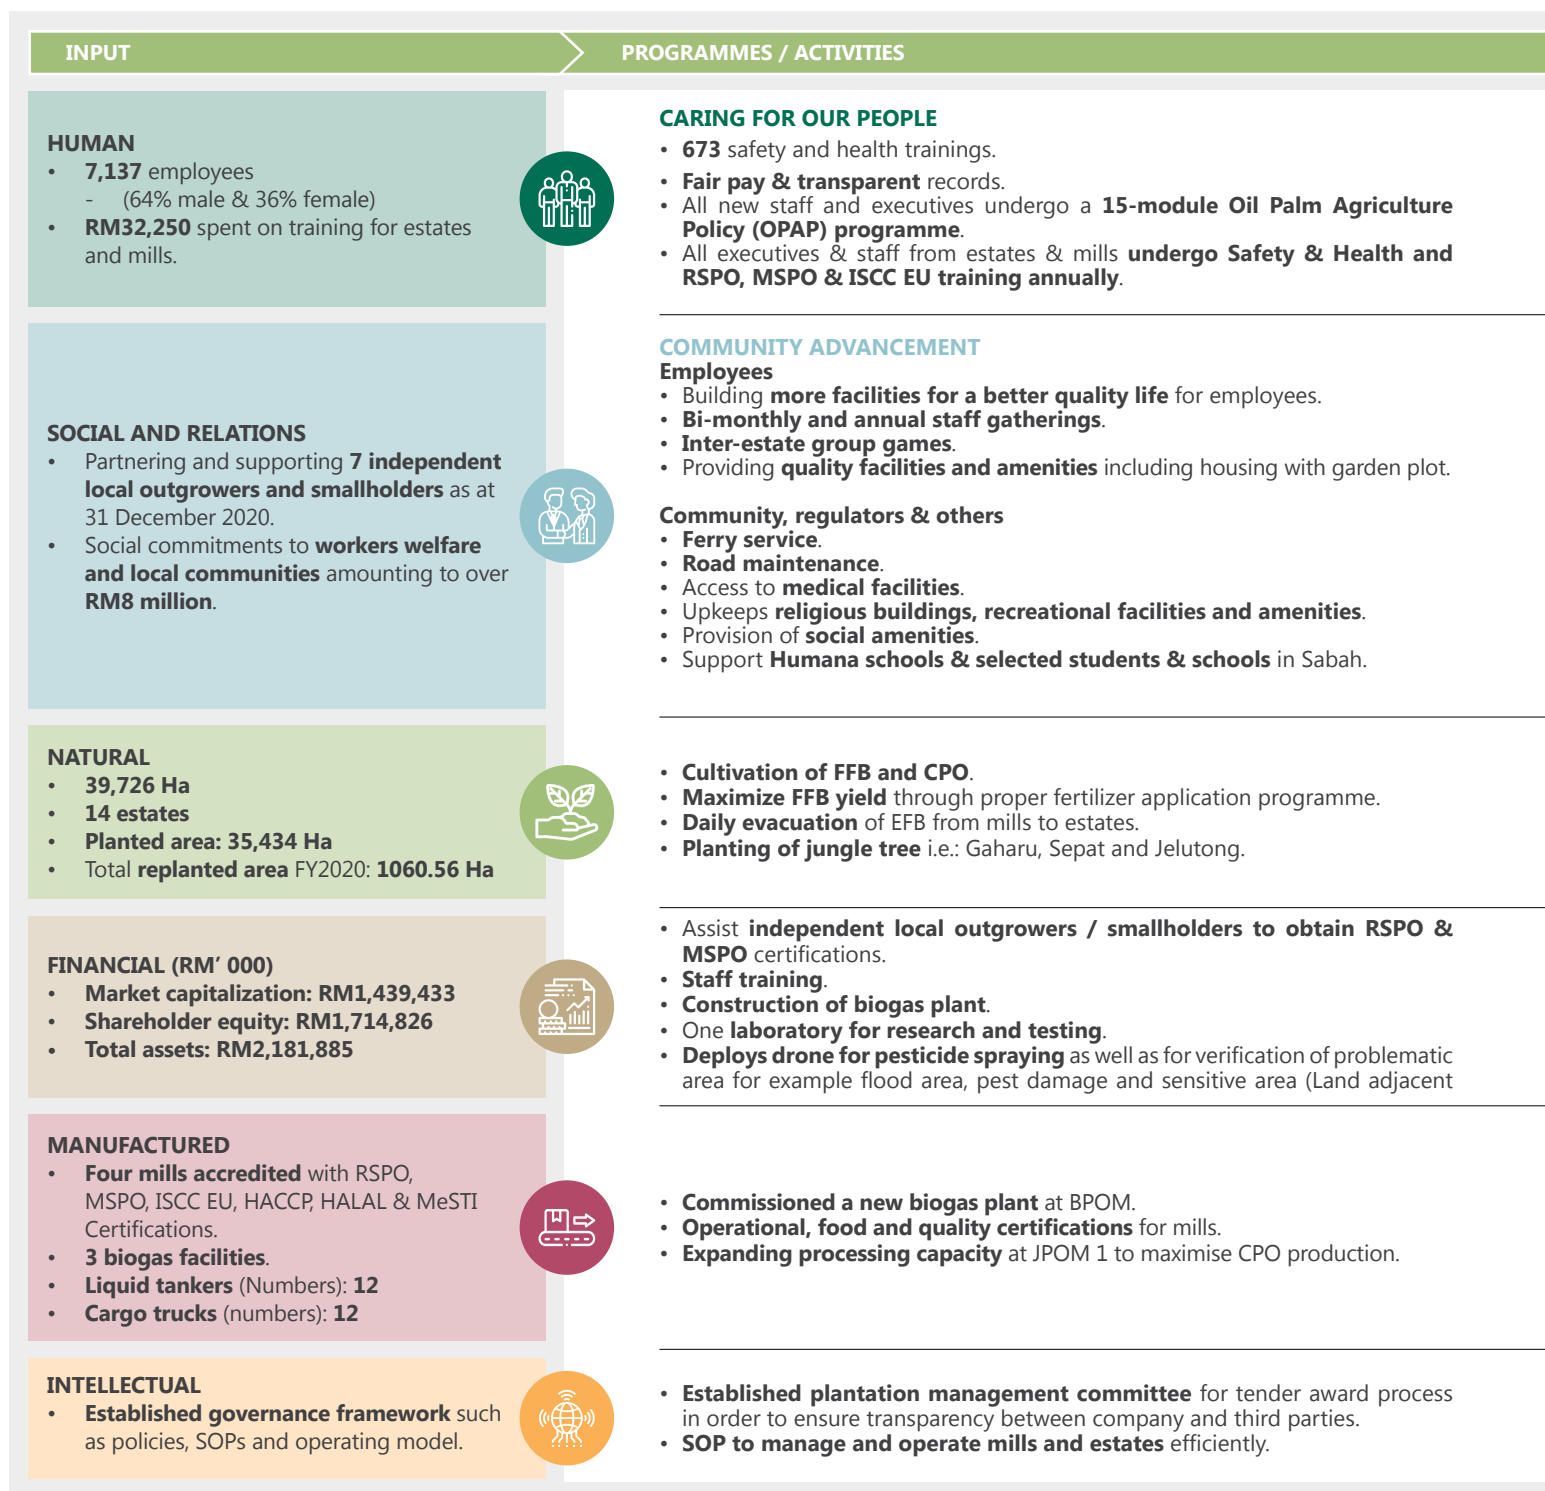 INPUT
PROGRAMMES / ACTIVITIES
HUMAN
• 7,137 employees
- (64% male & 36% female)
• RM32,250 spent on training for estates
and mills.
CARING FOR OUR PEOPLE
• 673 safety and health trainings.
• Fair pay & transparent records.
• All new staff and executives undergo a 15-module Oil Palm Agriculture
Policy (OPAP) programme.
• All executives & staff from estates & mills undergo Safety & Health and
RSPO, MSPO & ISCC EU training annually.
SOCIAL AND RELATIONS
• Partnering and supporting 7 independent
local outgrowers and smallholders as at
31 December 2020.
• Social commitments to workers welfare
and local communities amounting to over
RM8 million.
COMMUNITY ADVANCEMENT
Employees
• Building more facilities for a better quality life for employees.
• Bi-monthly and annual staff gatherings.
• Inter-estate group games.
• Providing quality facilities and amenities including housing with garden plot.
Community, regulators & others
• Ferry service.
• Road maintenance.
• Access to medical facilities.
• Upkeeps religious buildings, recreational facilities and amenities.
• Provision of social amenities.
• Support Humana schools & selected students & schools in Sabah.
NATURAL
• 39,726 Ha
• 14 estates
• Planted area: 35,434 Ha
• Total replanted area FY2020: 1060.56 Ha
• Cultivation of FFB and CPO.
• Maximize FFB yield through proper fertilizer application programme.
• Daily evacuation of EFB from mills to estates.
• Planting of jungle tree i.e.: Gaharu, Sepat and Jelutong.
FINANCIAL (RM' 000)
• Market capitalization: RM1,439,433
• Shareholder equity: RM1,714,826
• Total assets: RM2,181,885
• Assist independent local outgrowers / smallholders to obtain RSPO &
MSPO certifications.
• Staff training.
• Construction of biogas plant.
• One laboratory for research and testing.
• Deploys drone for pesticide spraying as well as for verification of problematic
area for example flood area, pest damage and sensitive area (Land adjacent
MANUFACTURED
• Four mills accredited with RSPO,
MSPO, ISCC EU, HACCP, HALAL & MeSTI
Certifications.
• 3 biogas facilities.
• Liquid tankers (Numbers): 12
• Cargo trucks (numbers): 12
• Commissioned a new biogas plant at BPOM.
• Operational, food and quality certifications for mills.
• Expanding processing capacity at JPOM 1 to maximise CPO production.
INTELLECTUAL
• Established governance framework such
as policies, SOPs and operating model.
• Established plantation management committee for tender award process
in order to ensure transparency between company and third parties.
• SOP to manage and operate mills and estates efficiently.